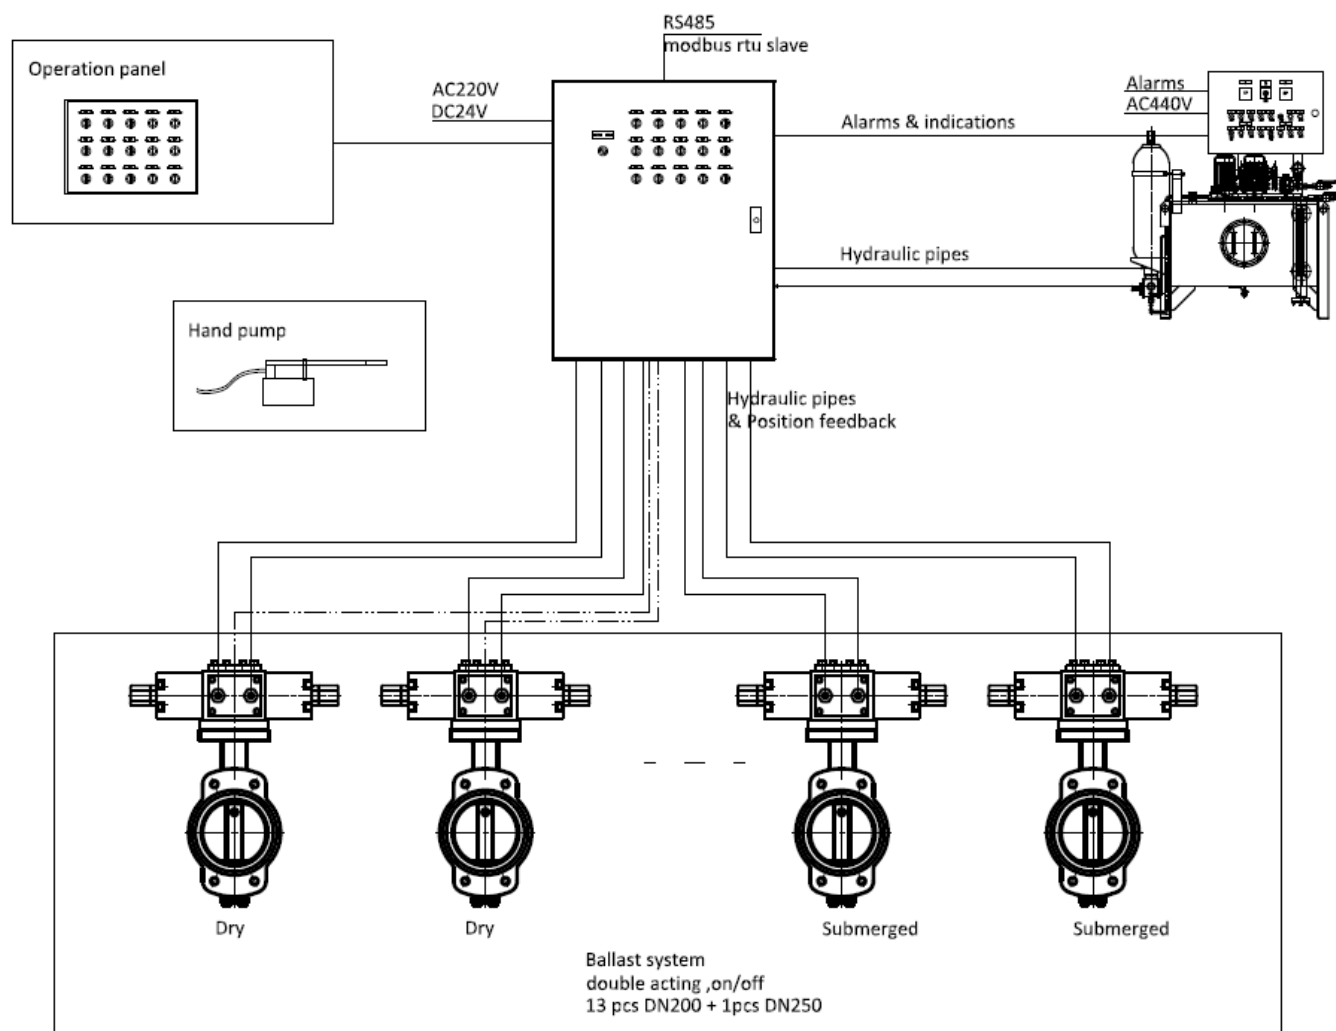 RS485
modbus rtu slave
Operation panel
AC220V
DC24V
Alarms
AC440V
Alarms & indications
Hydraulic pipes
Hand pump
Hydraulic pipes
& Position feedback
Dry
Dry
Submerged
Submerged
Ballast system
double acting ,on/off
13 pcs DN200 + 1pcs DN250